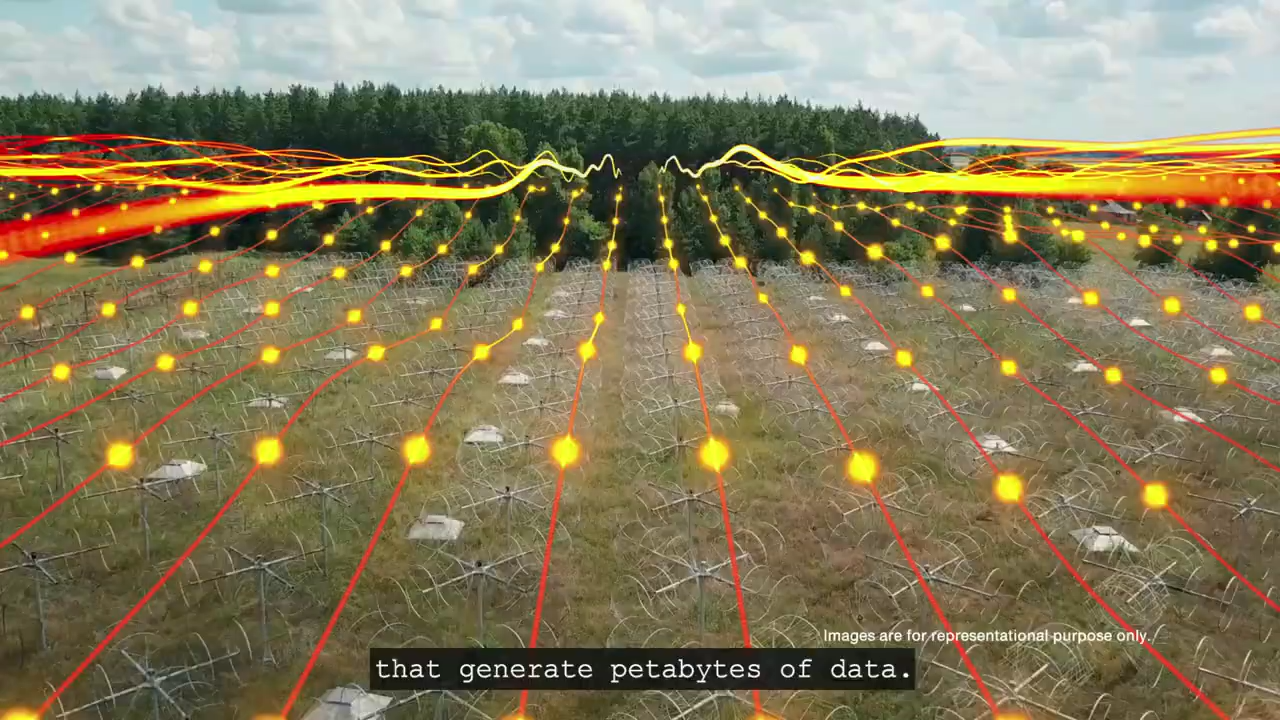 Images are for representational purpose only.
that generate petabytes of data.